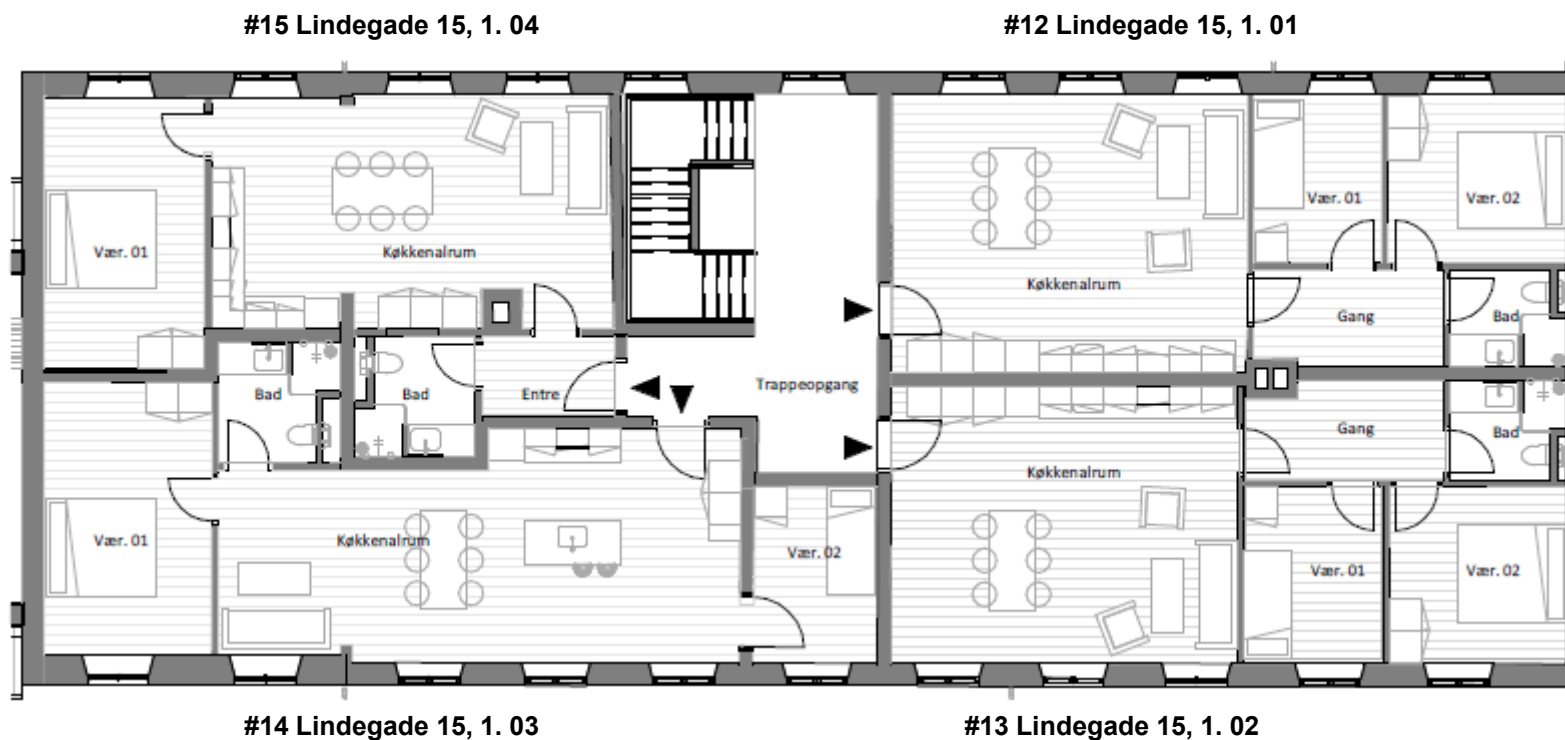 #15 Lindegade 15, 1. 04
#12 Lindegade 15, 1. 01
Vær. 01
Køkkenalrum
Vær. 01
Vær. 02
Køkkenalrum
Gang
Bad
Bad
Bad
Entre
Trappeopgang
Gang
Bad
Køkkenalrum
Vær. 01
Køkkenalrum
Vær. 02
Vær. 01
Vær. 02
#14 Lindegade 15, 1. 03
#13 Lindegade 15, 1. 02